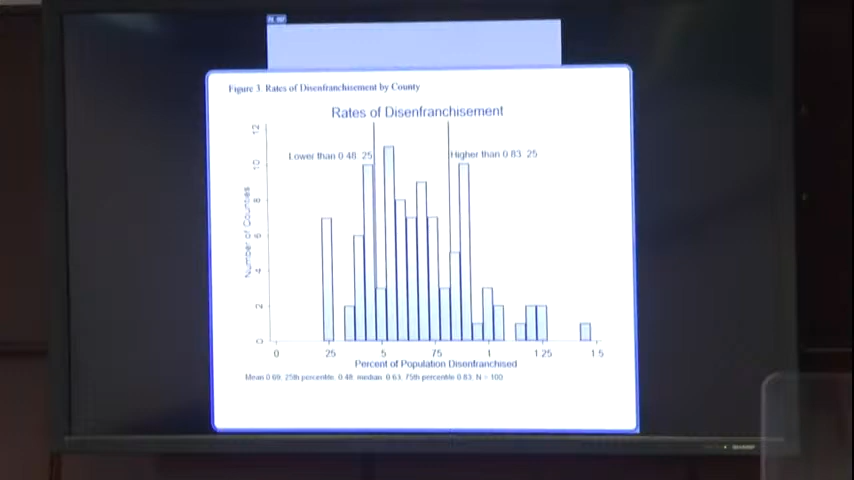 Figure 3. Rates of Disenfranchisement by County
Rates of Disenfranchisement
Lower than 0.48: 25
Higher than 0.83: 25
Number of Counties
12
10
8
6
4
2
0
0 .25 .5 .75 1 1.25 1.5
Percent of Population Disenfranchised
Mean 0.69, 25th percentile: 0.48, median: 0.63, 75th percentile 0.83, N = 100
SHARP